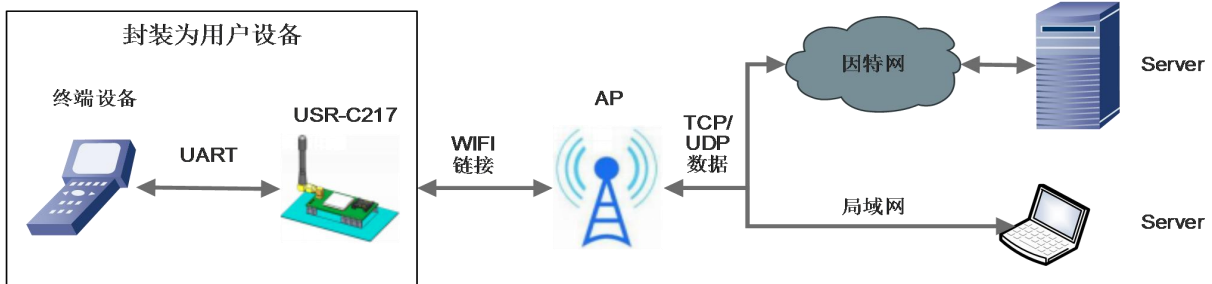 封装为用户设备
终端设备
USR-C217
UART
WIFI
链接
AP
TCP/
UDP
数据
因特网
Server
局域网
Server